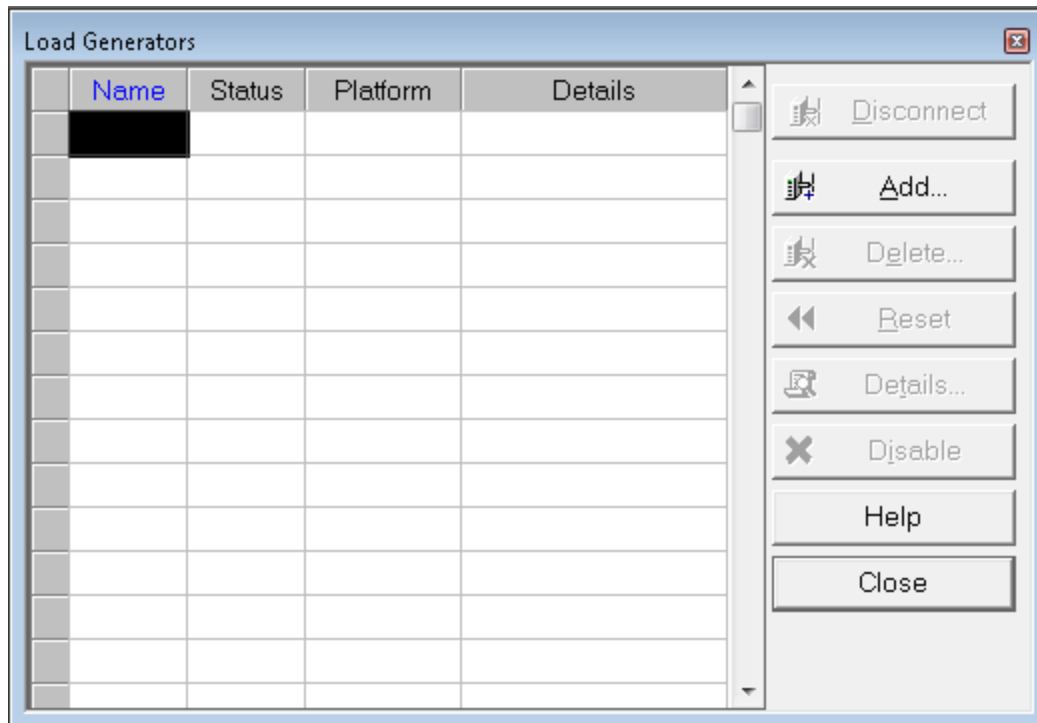 Load Generators
Name Status Platform Details
Disconnect
Add...
Delete...
Reset
Details...
Disable
Help
Close